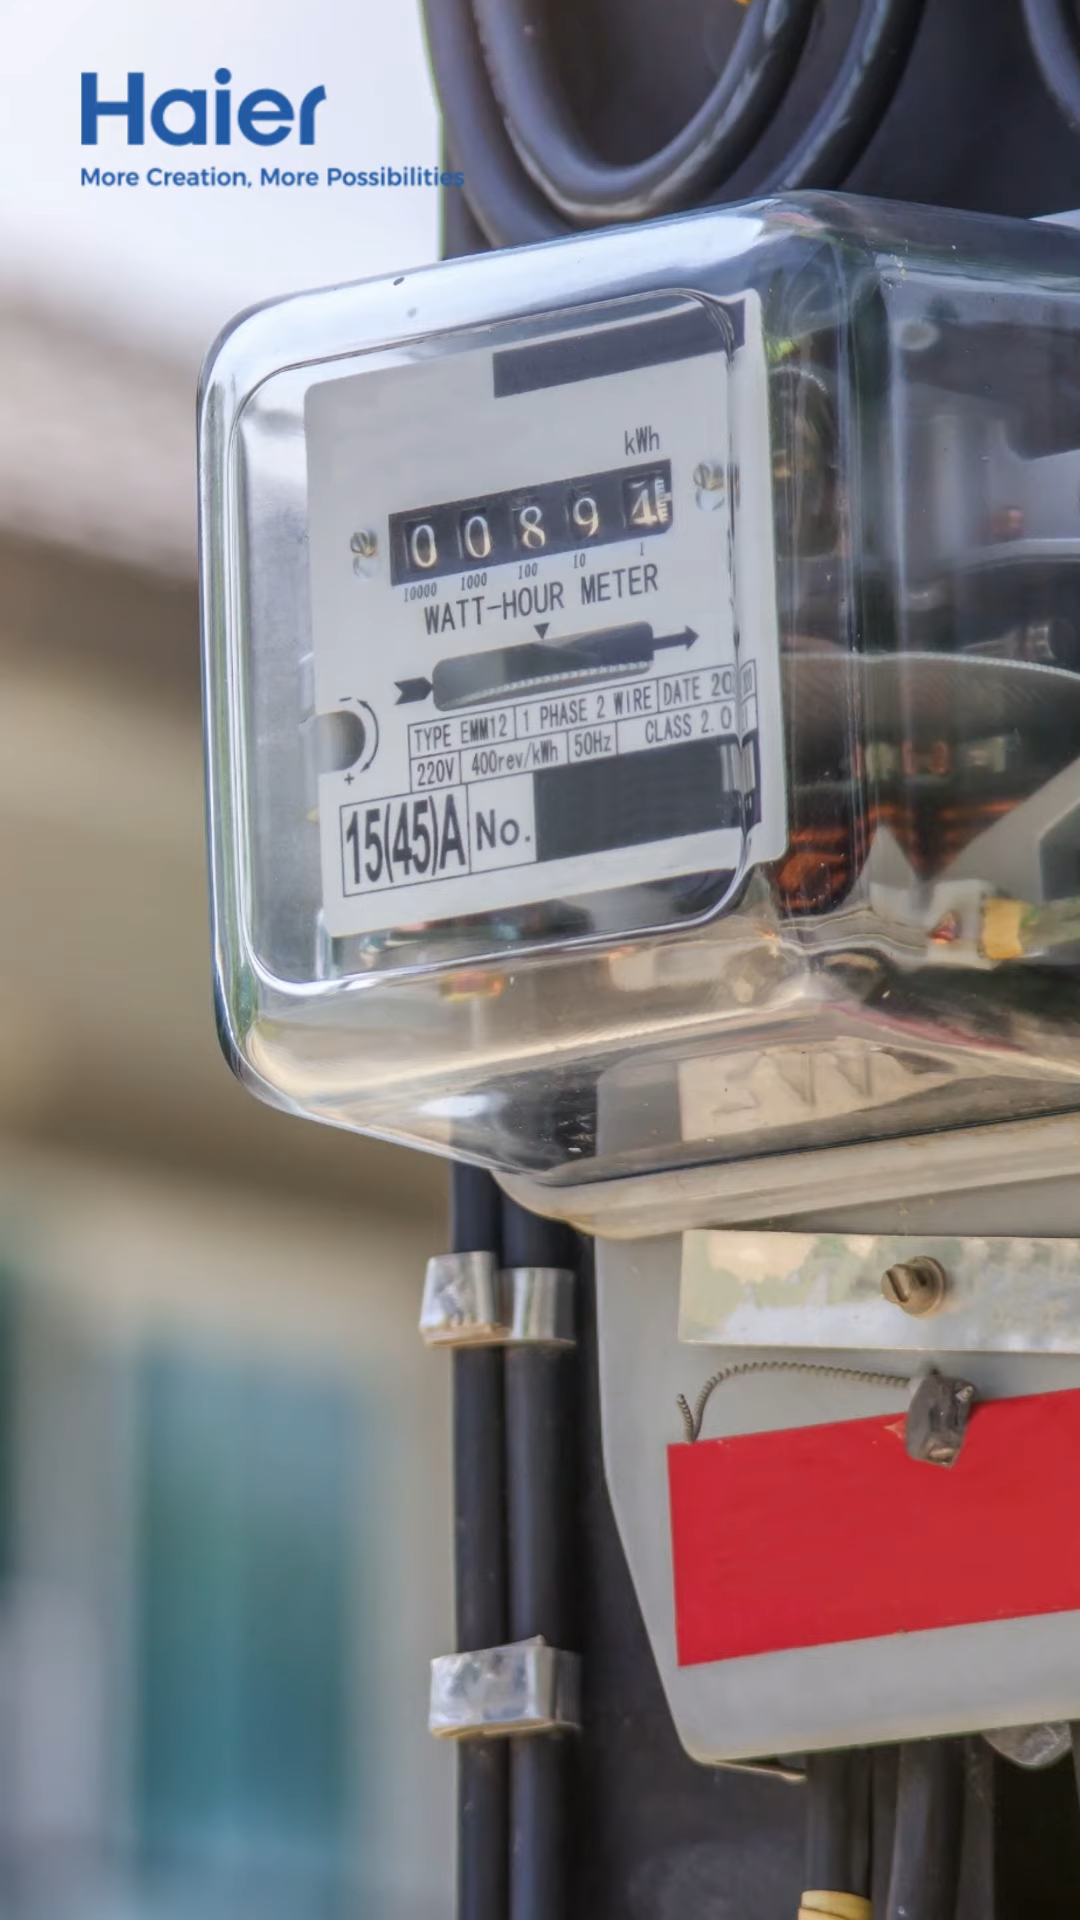 Haier
More Creation, More Possibilities
kWh
0 0 8 9 4
10000 1000 100 10 1
WATT-HOUR METER
TYPE EMM12 1 PHASE 2 WIRE DATE 20
220V 400rev/kWh 50Hz CLASS 2.0
+
15(45)A No.